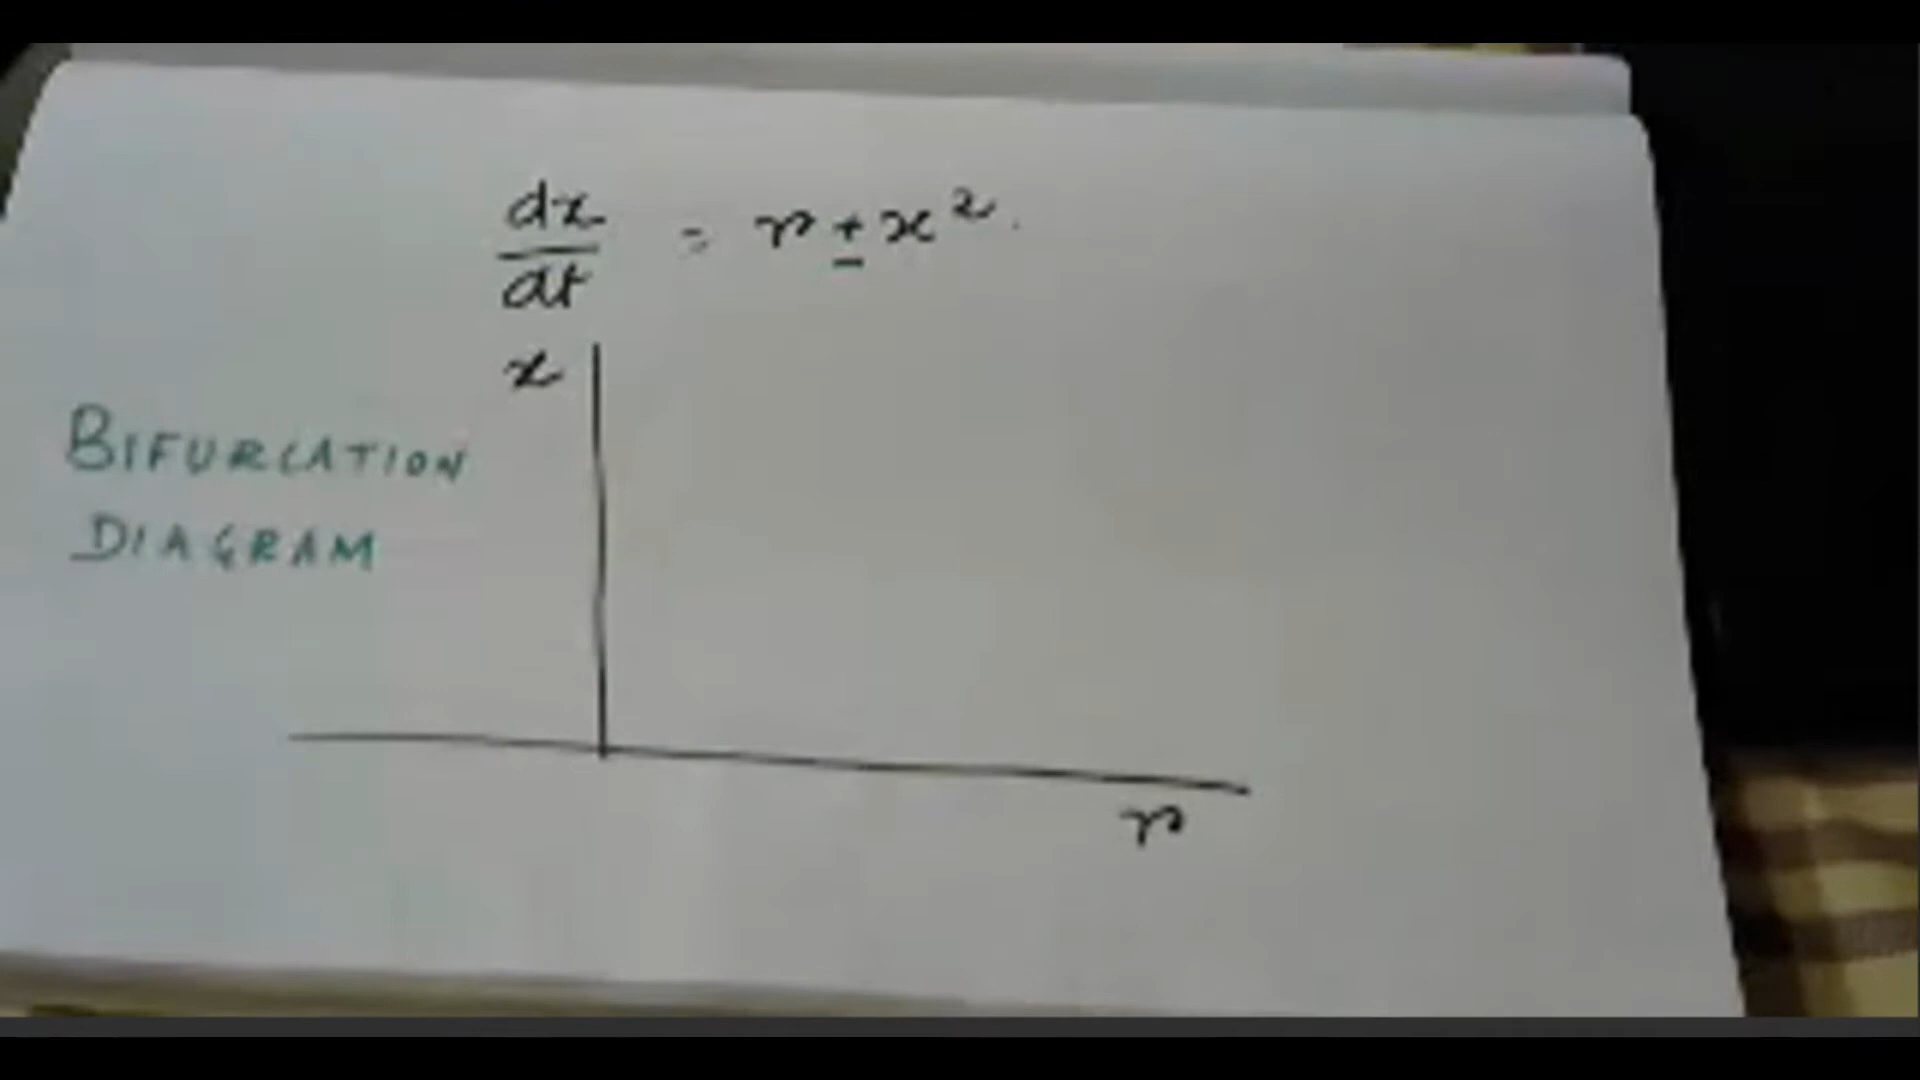 dx/dt = r ± x².
x
BIFURCATION
DIAGRAM
r